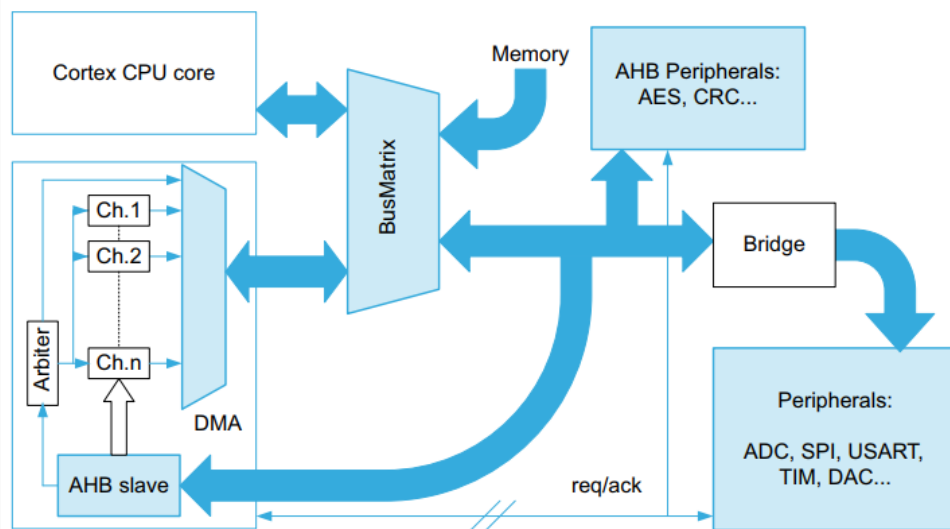 Cortex CPU core
Memory
AHB Peripherals:
AES, CRC...
BusMatrix
Ch.1
Ch.2
Ch.n
Arbiter
DMA
AHB slave
Bridge
Peripherals:
ADC, SPI, USART,
TIM, DAC...
req/ack